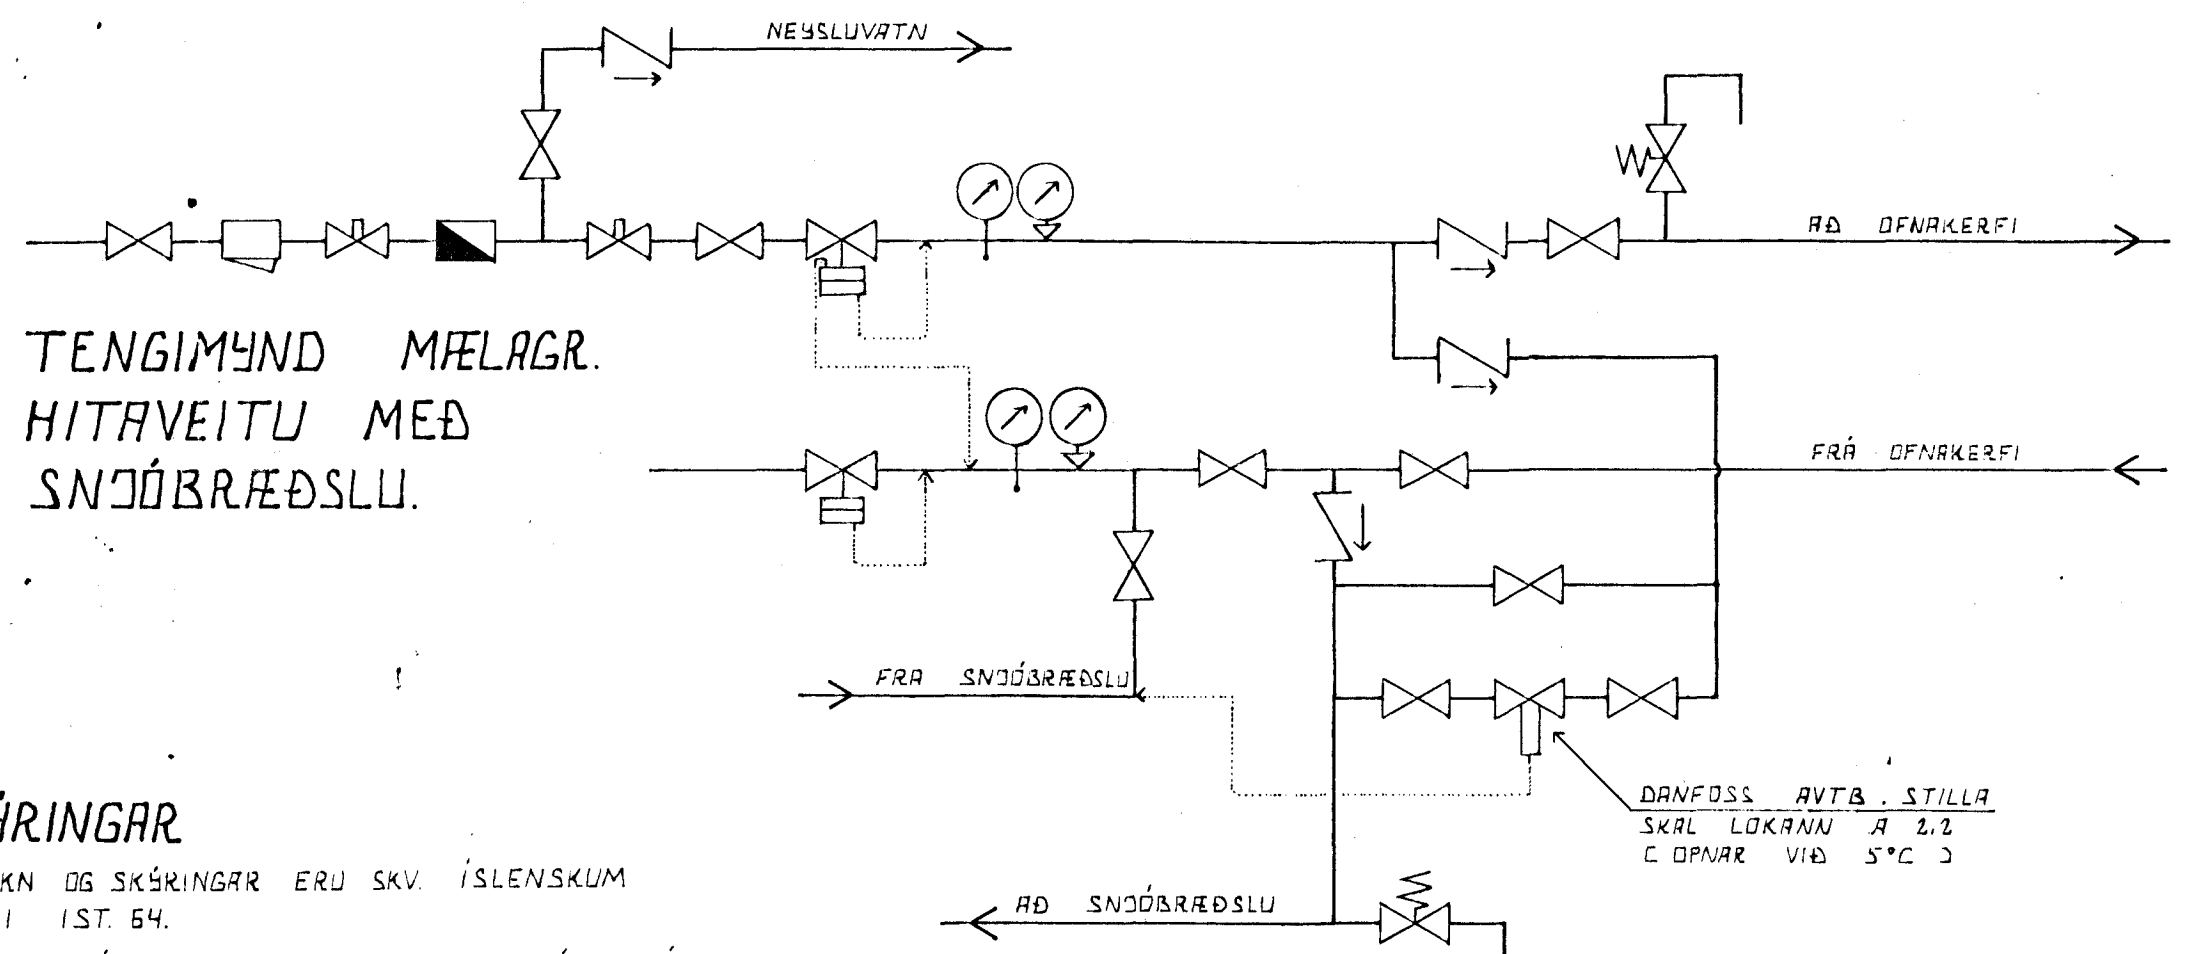 NEYSLUVATN
AÐ OFNAKERFI
TENGIMYND MÆLAGR.
HITAVEITU MEÐ
SNJÓBRÆÐSLU.
FRÁ OFNAKERFI
FRA SNJÓBRÆÐSLU
DANFOSS AVTB. STILLA
SKAL LOKANN A 2.2
( OPNAR VIÐ 5°C )
ÝRINGAR
KN OG SKÝRINGAR ERU SKV. ÍSLENSKUM
I IST. 64.
AÐ SNJÓBRÆÐSLU